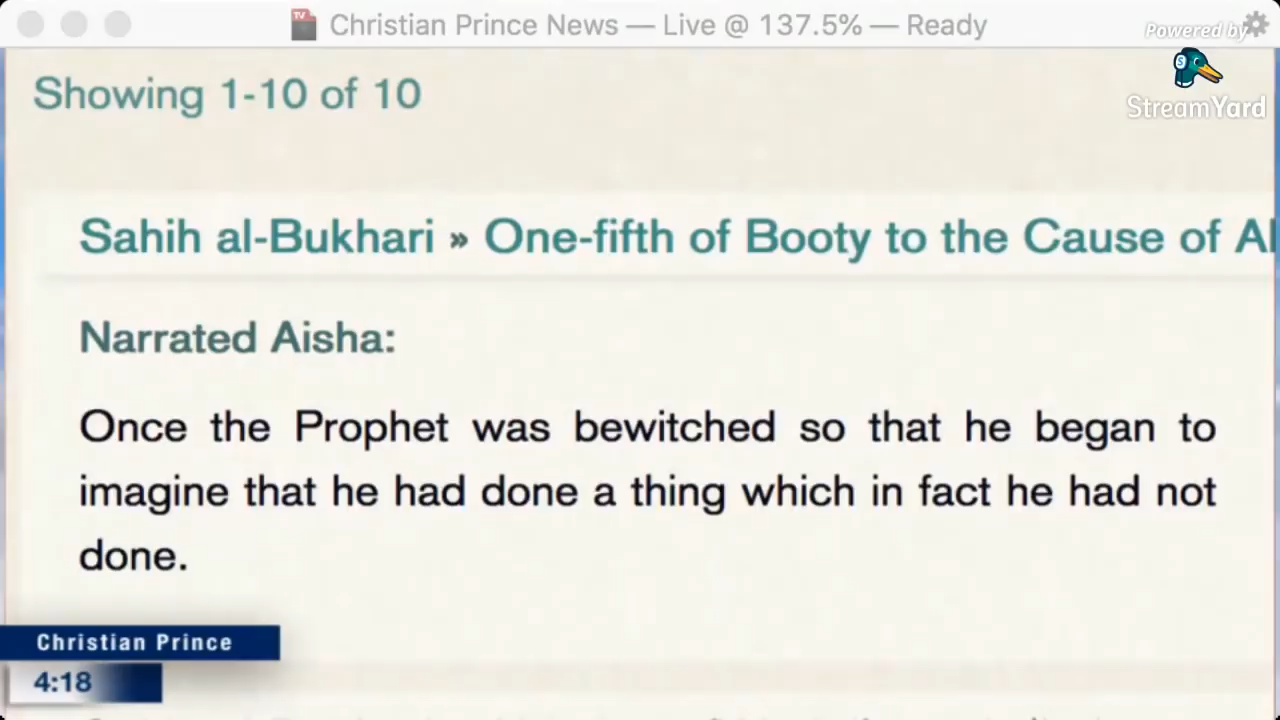 Christian Prince News — Live @ 137.5% — Ready
Powered by
StreamYard
Showing 1-10 of 10
Sahih al-Bukhari » One-fifth of Booty to the Cause of Al
Narrated Aisha:
Once the Prophet was bewitched so that he began to
imagine that he had done a thing which in fact he had not
done.
Christian Prince
4:18